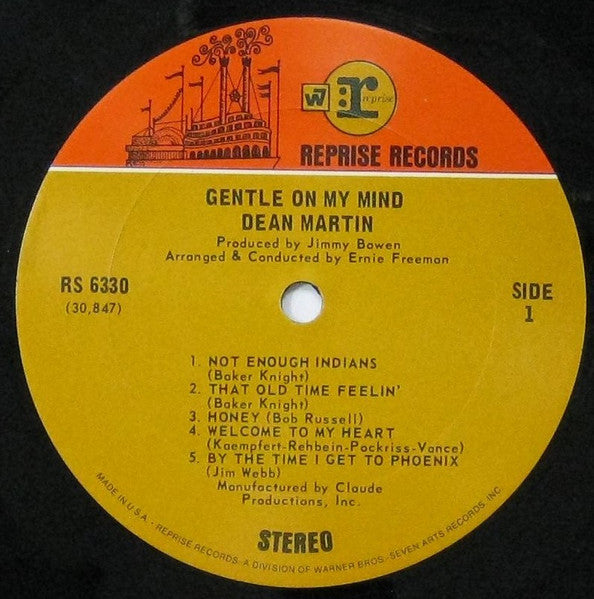 W7 :r reprise
REPRISE RECORDS
GENTLE ON MY MIND
DEAN MARTIN
Produced by Jimmy Bowen
Arranged & Conducted by Ernie Freeman
RS 6330
(30,847)
SIDE
1
1. NOT ENOUGH INDIANS
(Baker Knight)
2. THAT OLD TIME FEELIN'
(Baker Knight)
3. HONEY (Bob Russell)
4. WELCOME TO MY HEART
(Kaempfert-Rehbein-Pockriss-Vance)
5. BY THE TIME I GET TO PHOENIX
(Jim Webb)
Manufactured by Claude
Productions, Inc.
STEREO
MADE IN U.S.A. - REPRISE RECORDS, A DIVISION OF WARNER BROS. - SEVEN ARTS RECORDS, INC.